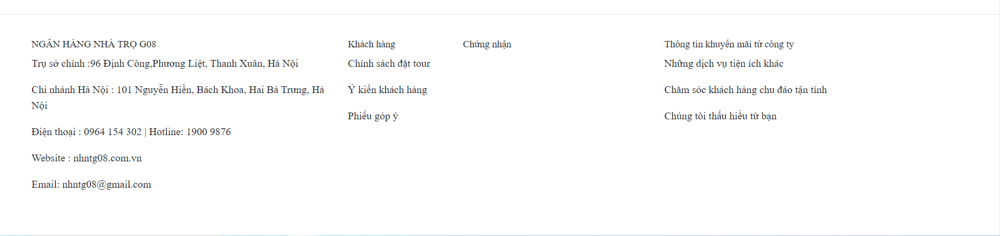 NGÂN HÀNG NHÀ TRỌ G08
Trụ sở chính :96 Định Công,Phương Liệt, Thanh Xuân, Hà Nội
Chi nhánh Hà Nội : 101 Nguyễn Hiền, Bách Khoa, Hai Bà Trưng, Hà
Nội
Điện thoại : 0964 154 302 | Hotline: 1900 9876
Website : nhntg08.com.vn
Email: nhntg08@gmail.com
Khách hàng
Chính sách đặt tour
Ý kiến khách hàng
Phiếu góp ý
Chứng nhận
Thông tin khuyến mãi từ công ty
Những dịch vụ tiện ích khác
Chăm sóc khách hàng chu đáo tận tình
Chúng tôi thấu hiểu từ bạn